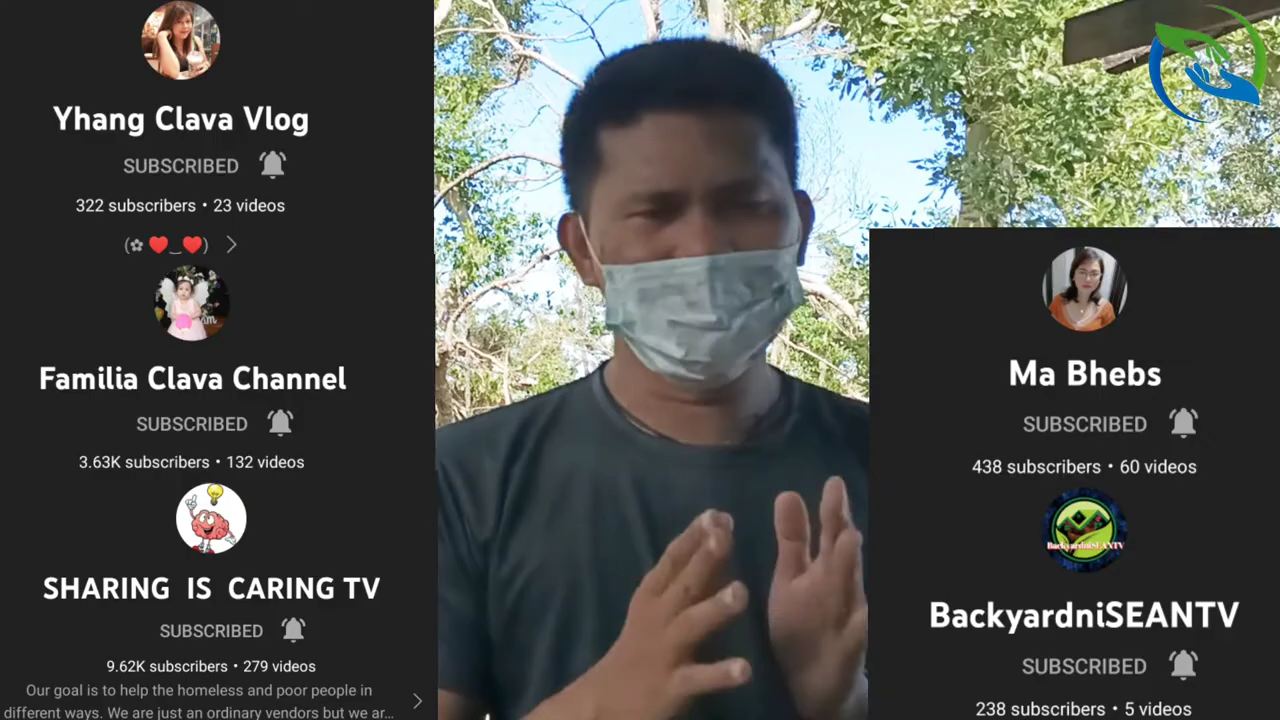 Yhang Clava Vlog
SUBSCRIBED
322 subscribers • 23 videos
(✿ ❤️‿❤️)
Familia Clava Channel
SUBSCRIBED
3.63K subscribers • 132 videos
SHARING IS CARING TV
SUBSCRIBED
9.62K subscribers • 279 videos
Our goal is to help the homeless and poor people in
different ways. We are just an ordinary vendors but we ar...
Ma Bhebs
SUBSCRIBED
438 subscribers • 60 videos
BackyardniSEANTV
BackyardniSEANTV
SUBSCRIBED
238 subscribers • 5 videos